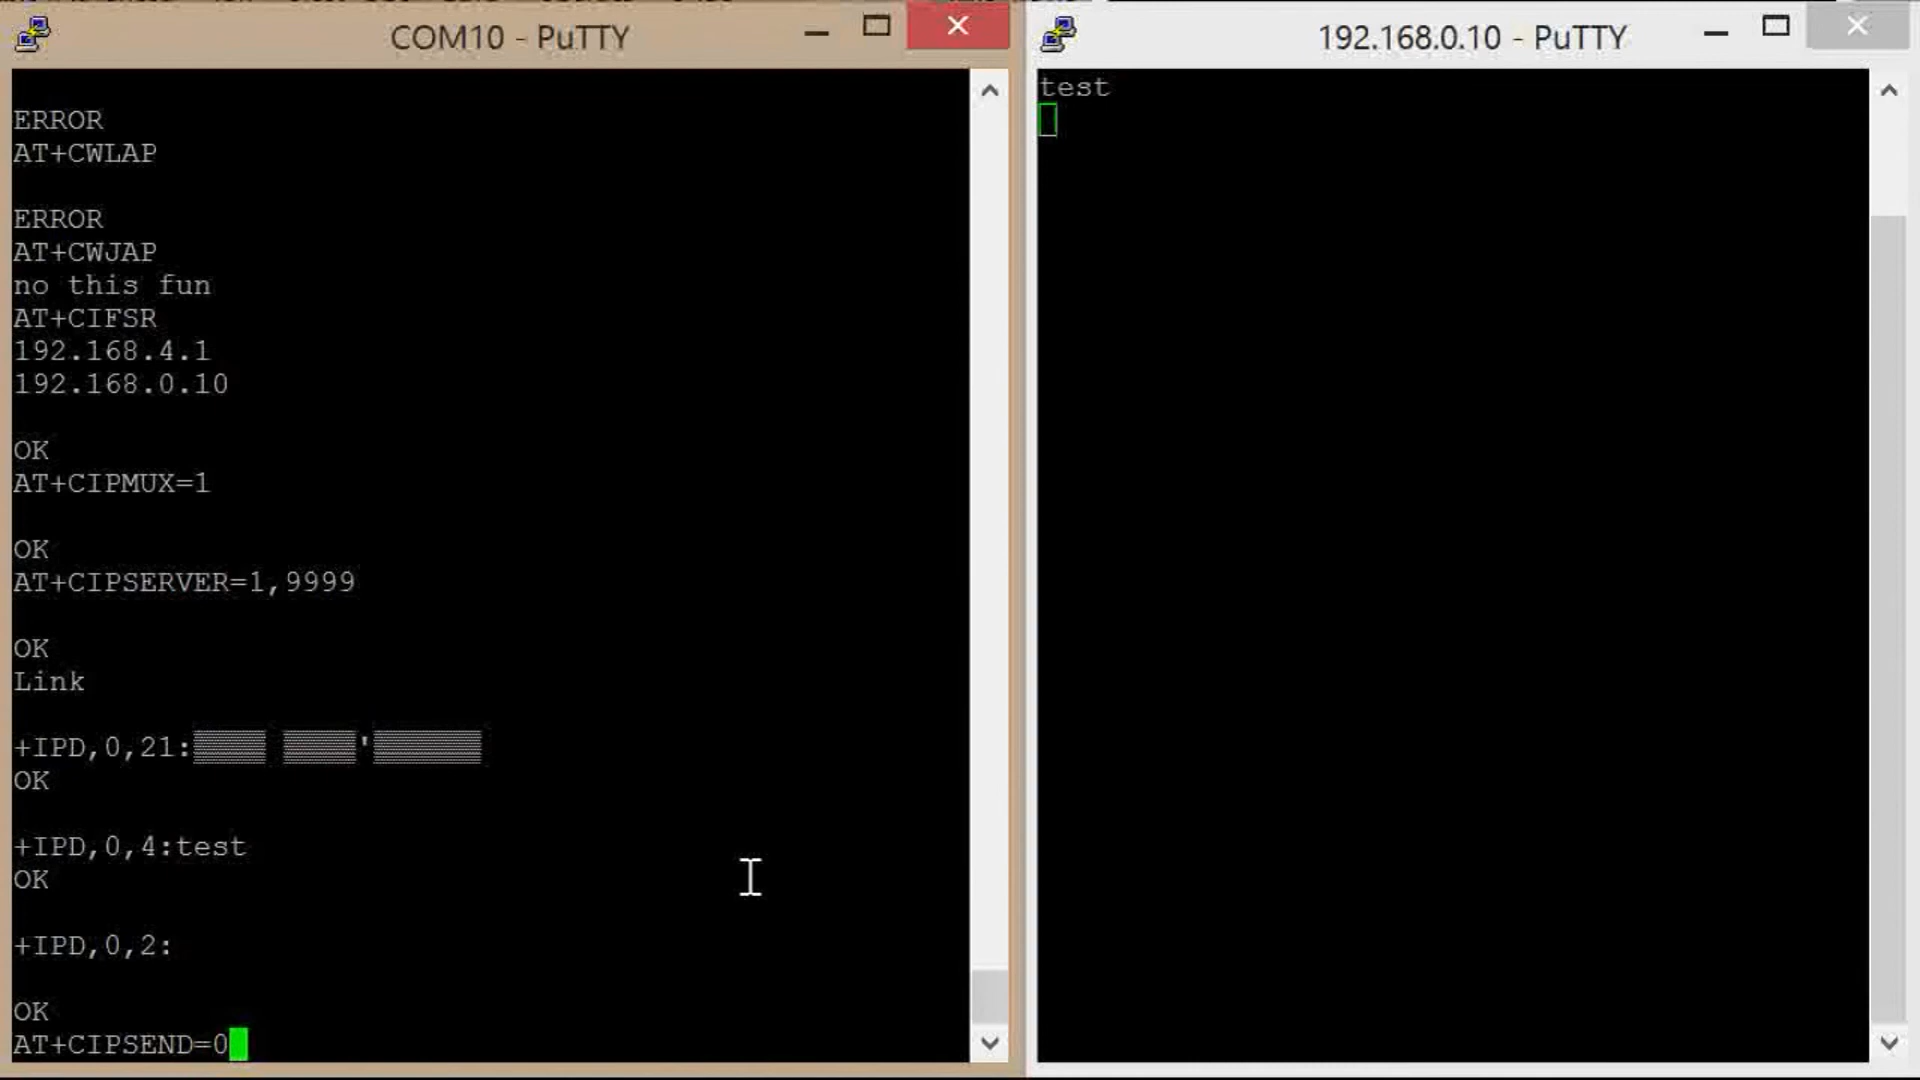 COM10 - PuTTY
ERROR
AT+CWLAP
ERROR
AT+CWJAP
no this fun
AT+CIFSR
192.168.4.1
192.168.0.10
OK
AT+CIPMUX=1
OK
AT+CIPSERVER=1,9999
OK
Link
+IPD,0,21:▒▒▒▒ ▒▒▒▒'▒▒▒▒▒▒
OK
+IPD,0,4:test
OK
+IPD,0,2:
OK
AT+CIPSEND=0
192.168.0.10 - PuTTY
test